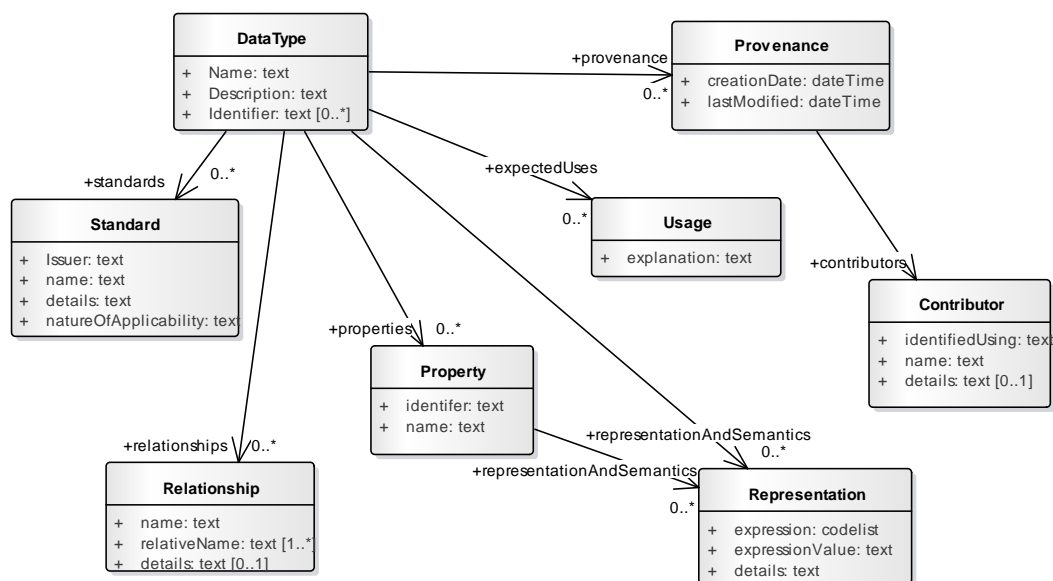 DataType
+ Name: text
+ Description: text
+ Identifier: text [0..*]
+provenance
0..*
Provenance
+ creationDate: dateTime
+ lastModified: dateTime
+standards
0..*
+expectedUses
0..*
Standard
+ Issuer: text
+ name: text
+ details: text
+ natureOfApplicability: text
Usage
+ explanation: text
+contributors
Contributor
+ identifiedUsing: text
+ name: text
+ details: text [0..1]
+properties
0..*
Property
+ identifer: text
+ name: text
+relationships
0..*
+representationAndSemantics
0..*
+representationAndSemantics
0..*
Relationship
+ name: text
+ relativeName: text [1..*]
+ details: text [0..1]
Representation
+ expression: codelist
+ expressionValue: text
+ details: text